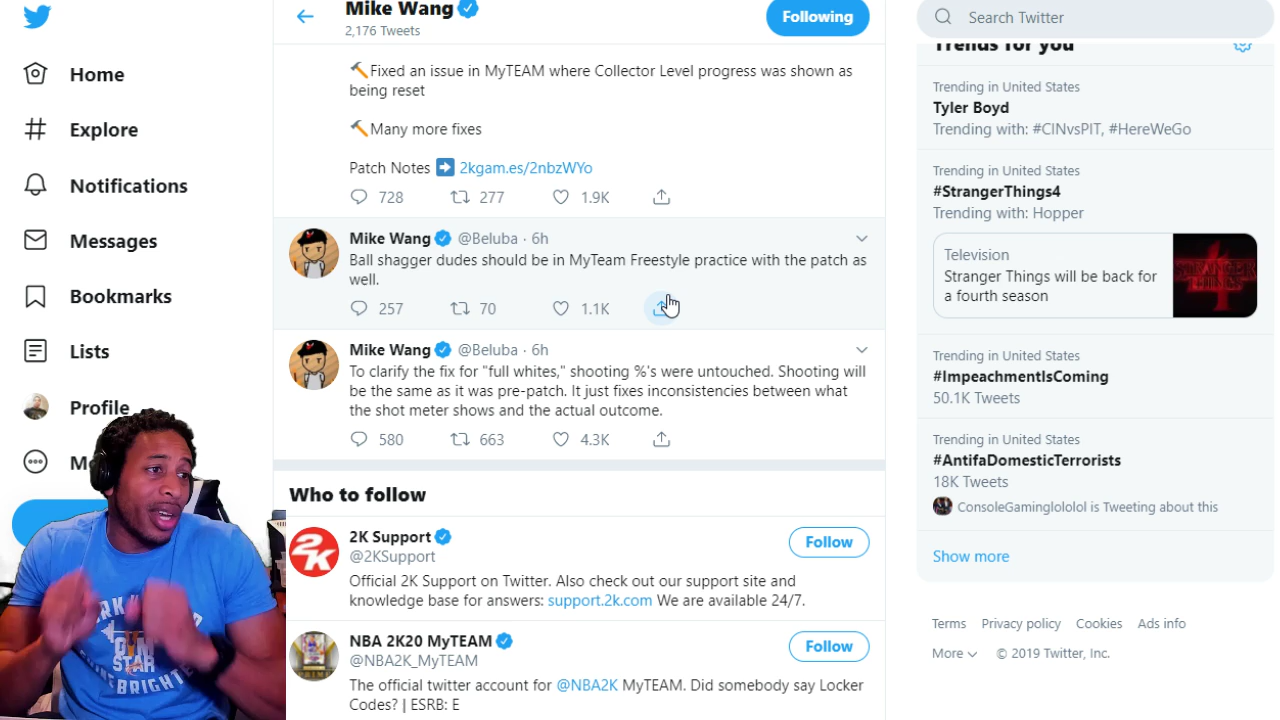 Home
Explore
Notifications
Messages
Bookmarks
Lists
Profile
Mike Wang
2,176 Tweets
Following
🔨Fixed an issue in MyTEAM where Collector Level progress was shown as
being reset
🔨Many more fixes
Patch Notes ➡ 2kgam.es/2nbzWYo
728 277 1.9K
Mike Wang @Beluba · 6h
Ball shagger dudes should be in MyTeam Freestyle practice with the patch as
well.
257 70 1.1K
Mike Wang @Beluba · 6h
To clarify the fix for "full whites," shooting %'s were untouched. Shooting will
be the same as it was pre-patch. It just fixes inconsistencies between what
the shot meter shows and the actual outcome.
580 663 4.3K
Who to follow
2K
2K Support
@2KSupport
Follow
Official 2K Support on Twitter. Also check out our support site and
knowledge base for answers: support.2k.com We are available 24/7.
NBA 2K20 MyTEAM
@NBA2K_MyTEAM
Follow
The official twitter account for @NBA2K MyTEAM. Did somebody say Locker
Codes? | ESRB: E
Search Twitter
Trends for you
Trending in United States
Tyler Boyd
Trending with: #CINvsPIT, #HereWeGo
Trending in United States
#StrangerThings4
Trending with: Hopper
Television
Stranger Things will be back for
a fourth season
Trending in United States
#ImpeachmentIsComing
50.1K Tweets
Trending in United States
#AntifaDomesticTerrorists
18K Tweets
ConsoleGaminglololol is Tweeting about this
Show more
Terms Privacy policy Cookies Ads info
More © 2019 Twitter, Inc.
GYM
STAR